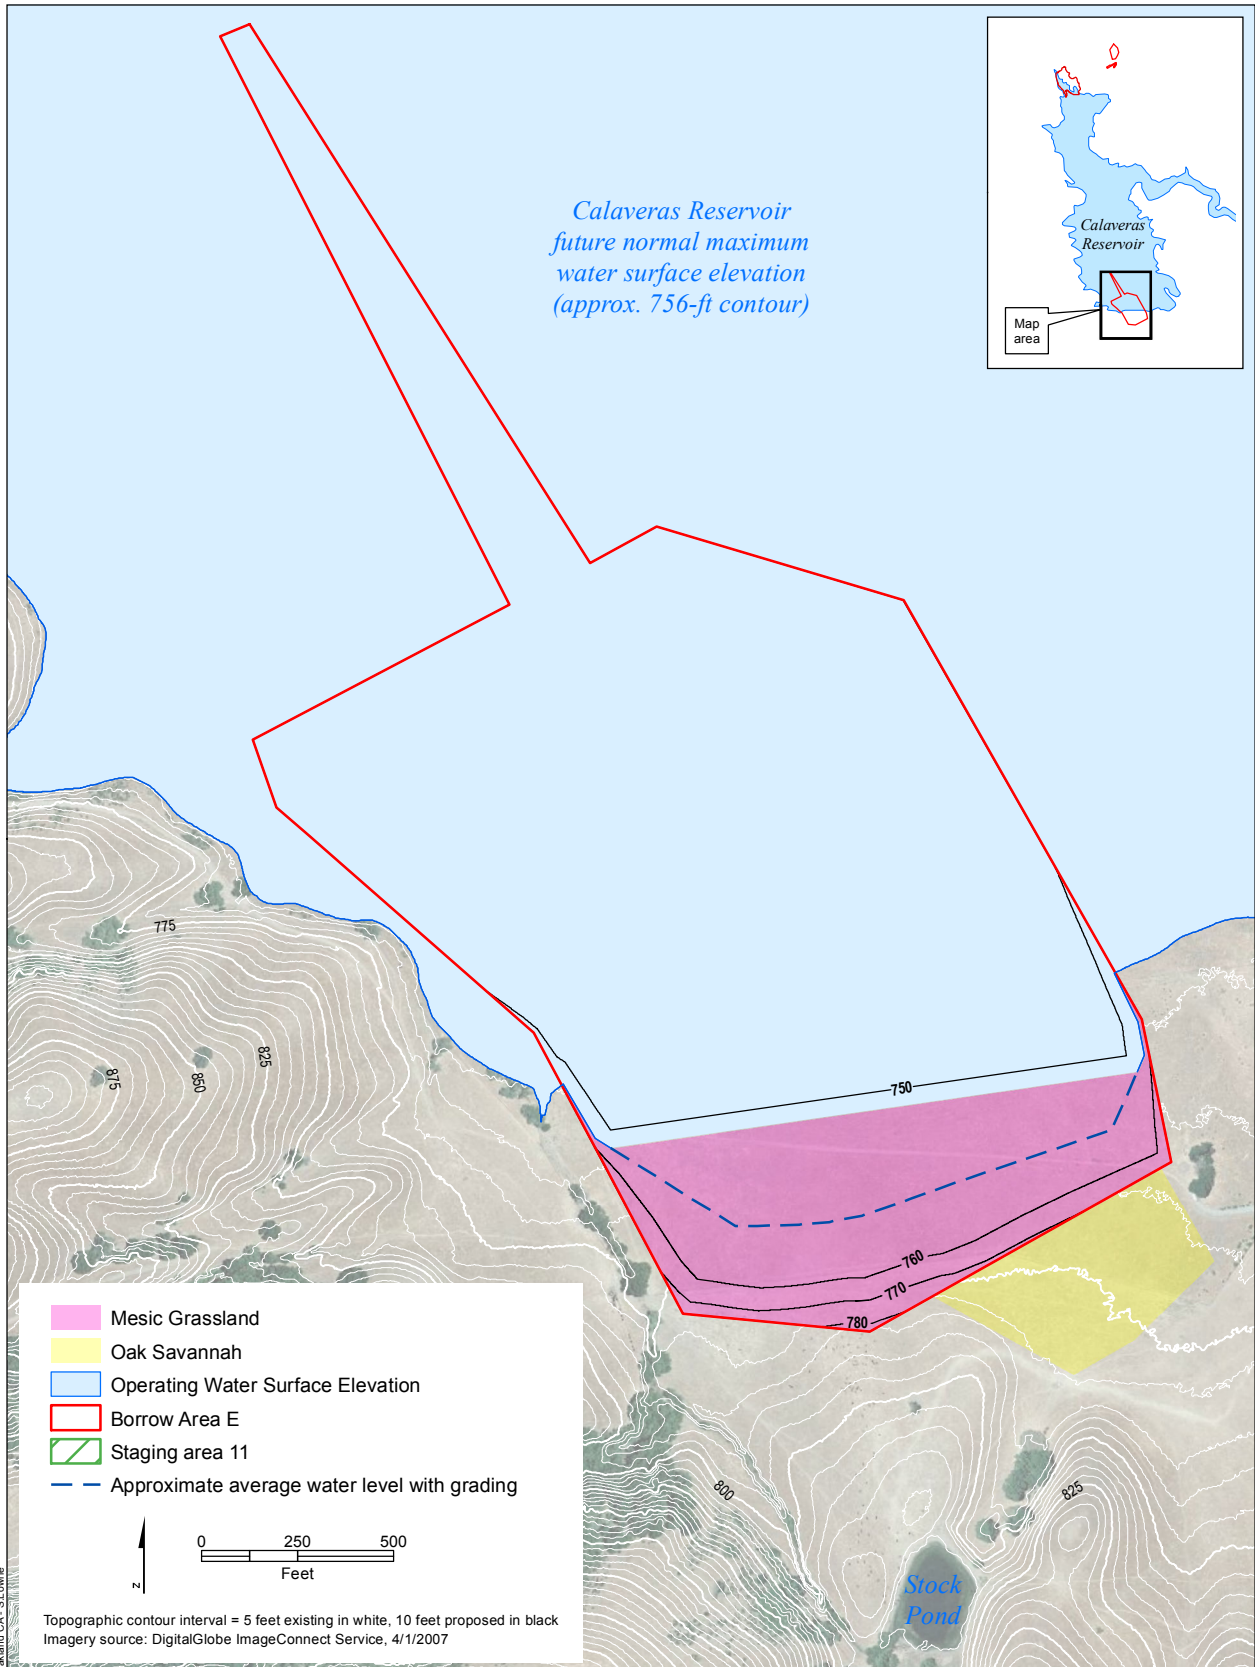 Calaveras Reservoir
future normal maximum
water surface elevation
(approx. 756-ft contour)
Calaveras
Reservoir
Map
area
775
825
875
850
750
760
770
780
800
825
Stock
Pond
Mesic Grassland
Oak Savannah
Operating Water Surface Elevation
Borrow Area E
Staging area 11
Approximate average water level with grading
0 250 500
Feet
N
Topographic contour interval = 5 feet existing in white, 10 feet proposed in black
Imagery source: DigitalGlobe ImageConnect Service, 4/1/2007